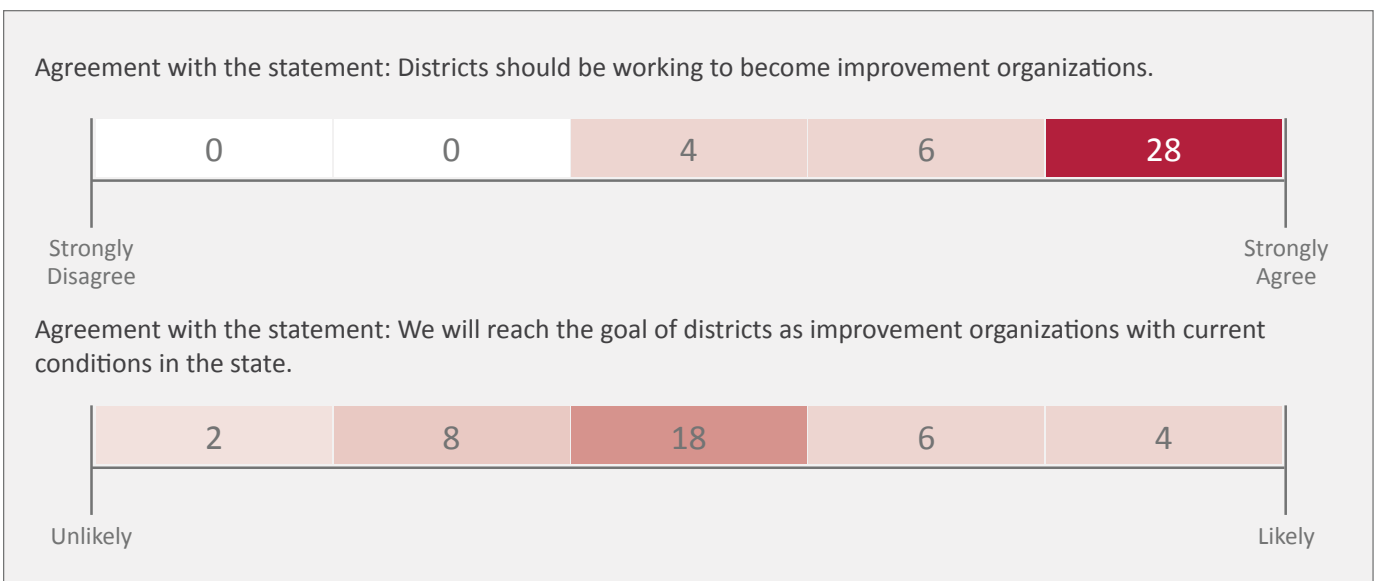 Agreement with the statement: Districts should be working to become improvement organizations.
0 0 4 6 28
Strongly Disagree
Strongly Agree
Agreement with the statement: We will reach the goal of districts as improvement organizations with current
conditions in the state.
2 8 18 6 4
Unlikely Likely